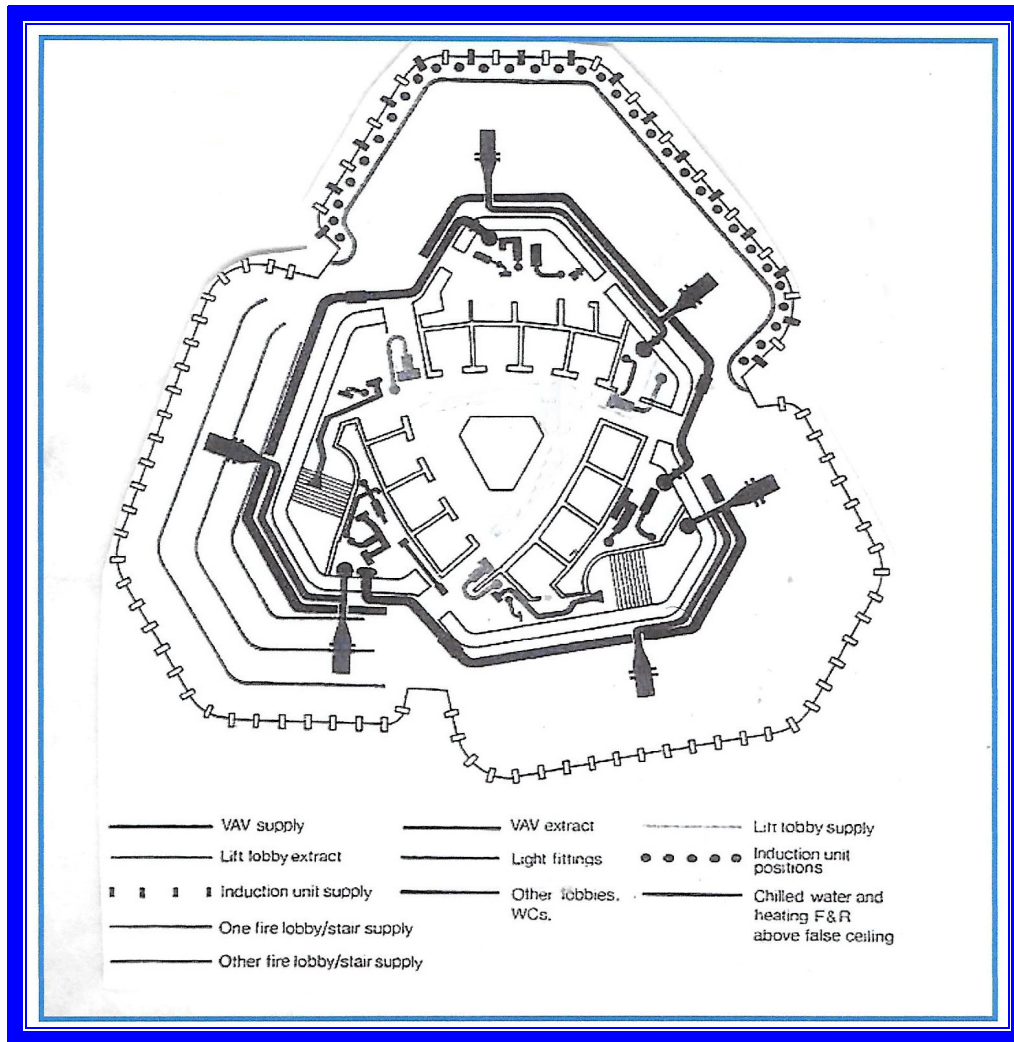 VAV supply
Lift lobby extract
Induction unit supply
One fire lobby/stair supply
Other fire lobby/stair supply
VAV extract
Light fittings
Other lobbies.
WCs.
Lift lobby supply
Induction unit
positions
Chilled water and
heating F&R
above false ceiling